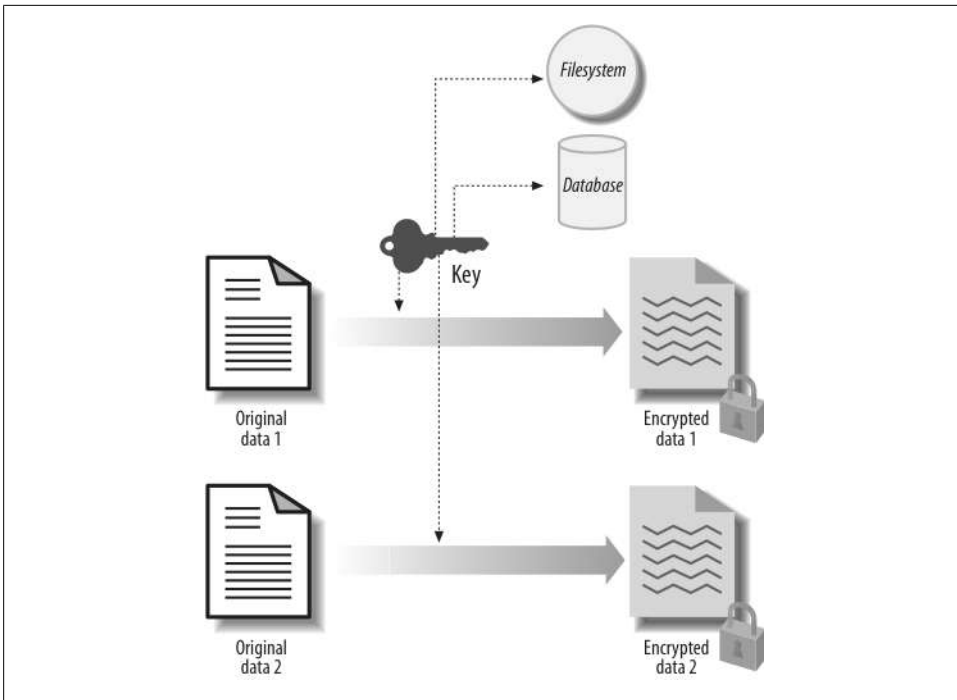 Filesystem
Database
Key
Original
data 1
Encrypted
data 1
Original
data 2
Encrypted
data 2